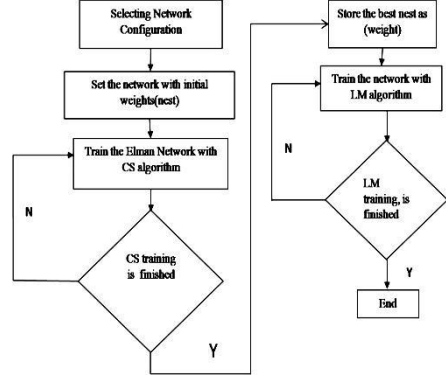 Selecting Network
Configuration
Set the network with initial
weights(nest)
Train the Elman Network with
CS algorithm
N
CS training
is finished
Y
Store the best nest as
(weight}
Train the network with
LM algorithm
N
LM
training, is
finished
Y
End